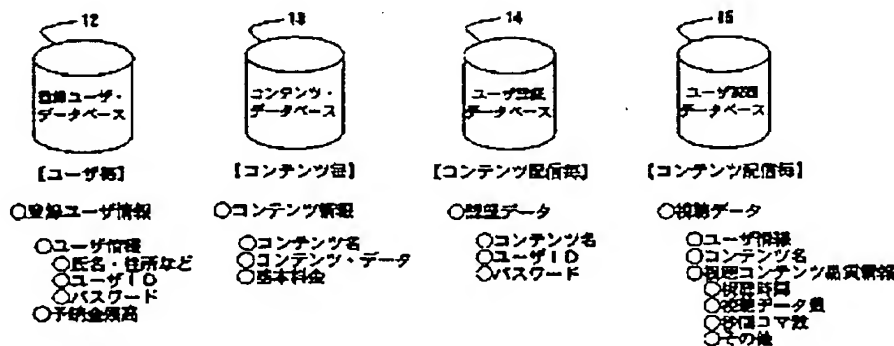 12
登録ユーザ・
データベース
【ユーザ毎】
○登録ユーザ情報
○ユーザ情報
○氏名・住所など
○ユーザID
○パスワード
○予納金残高
13
コンテンツ・
データベース
【コンテンツ毎】
○コンテンツ情報
○コンテンツ名
○コンテンツ・データ
○基本料金
14
ユーザ認証
データベース
【コンテンツ配信毎】
○認証データ
○コンテンツ名
○ユーザID
○パスワード
15
ユーザ視聴
データベース
【コンテンツ配信毎】
○視聴データ
○ユーザ情報
○コンテンツ名
○視聴コンテンツ品質情報
○視聴時間
○視聴データ数
○秒間コマ数
○その他